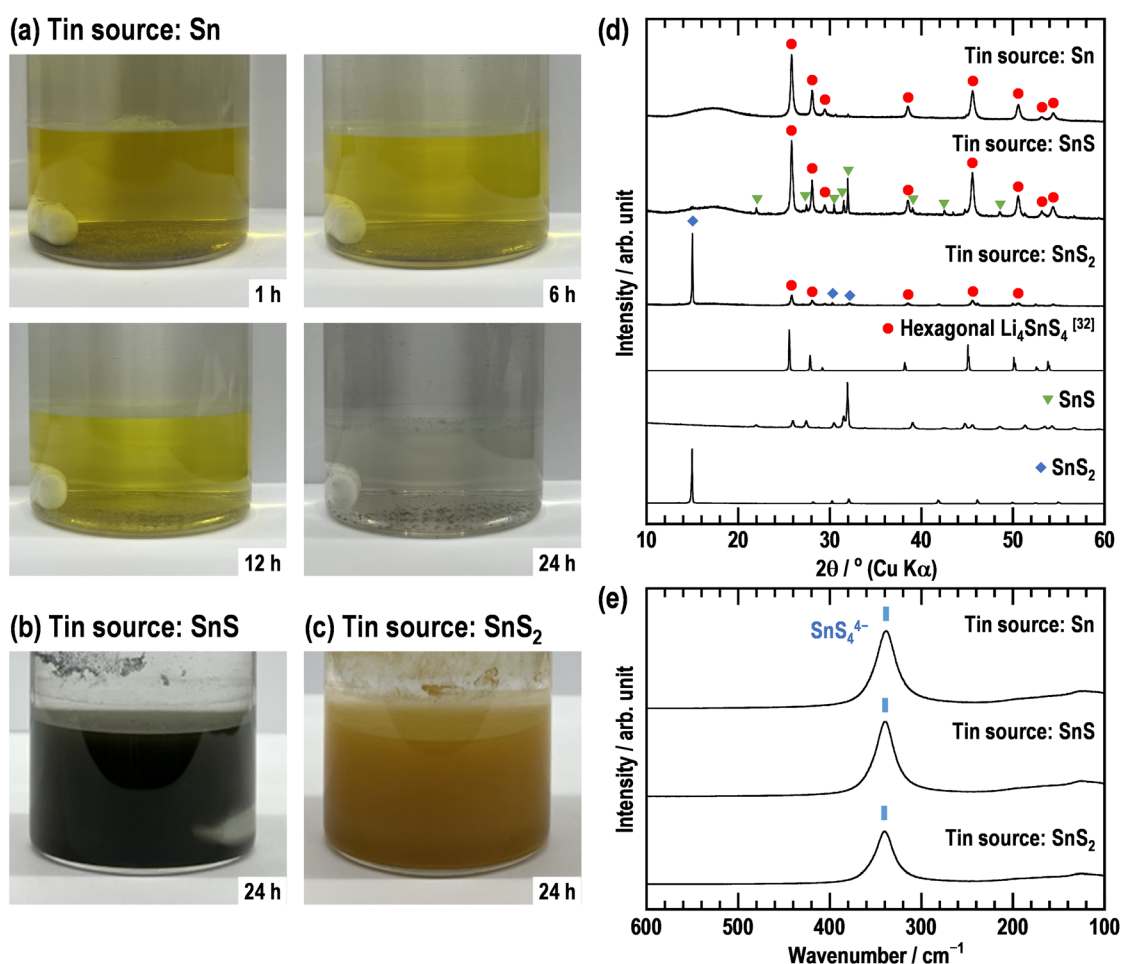 (a) Tin source: Sn
1 h
6 h
12 h
24 h
(b) Tin source: SnS
24 h
(c) Tin source: SnS2
24 h
(d)
Tin source: Sn
Tin source: SnS
Tin source: SnS2
Hexagonal Li4SnS4 [32]
SnS
SnS2
Intensity / arb. unit
10 20 30 40 50 60
2θ / ° (Cu Kα)
(e)
SnS4 4−
Tin source: Sn
Tin source: SnS
Tin source: SnS2
Intensity / arb. unit
600 500 400 300 200 100
Wavenumber / cm−1